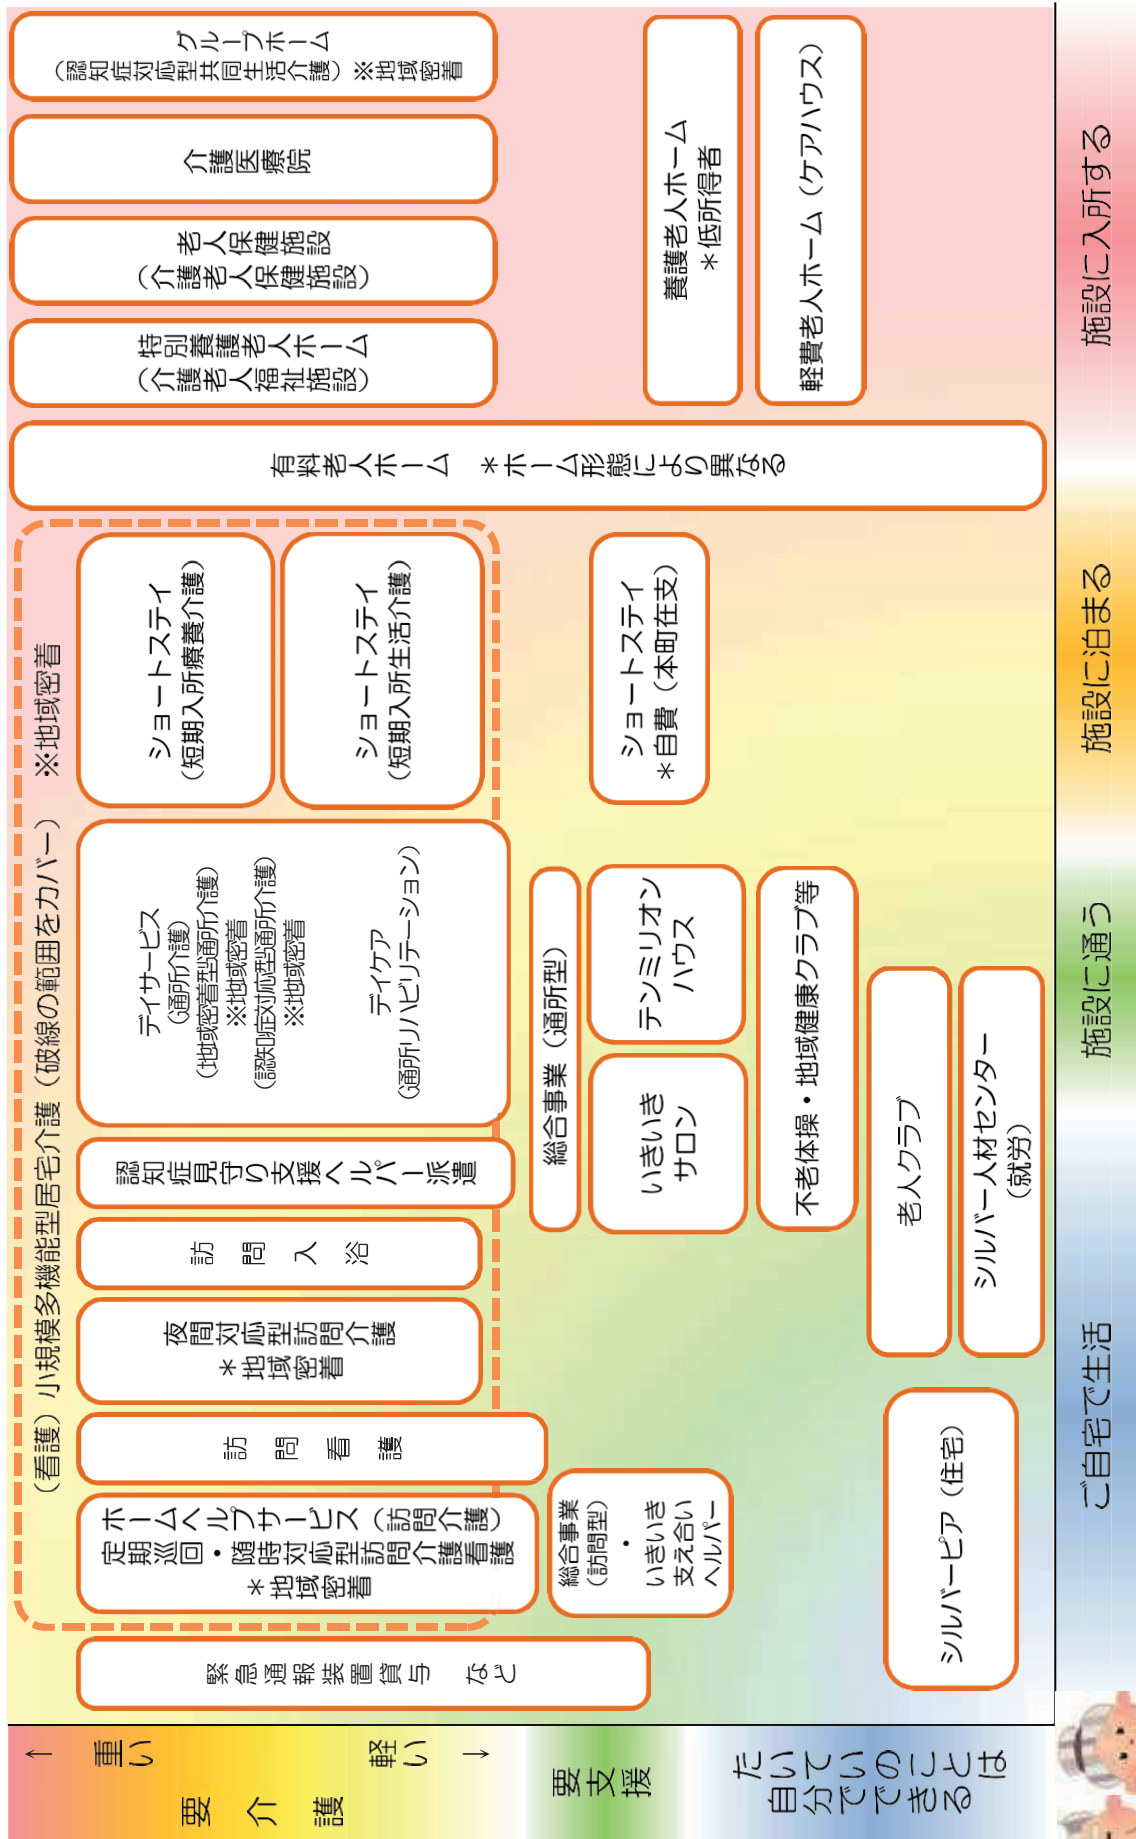 ↑
重い
要介護
軽い
↓
要支援
たいていのことは
自分でできる
緊急通報装置貸与　など
（看護）小規模多機能型居宅介護（破線の範囲をカバー）　※地域密着
ホームヘルプサービス（訪問介護）
定期巡回・随時対応型訪問介護看護
＊地域密着
訪問看護
夜間対応型訪問介護
＊地域密着
訪問入浴
認知症見守り支援ヘルパー派遣
デイサービス
（通所介護）
（地域密着型通所介護）
※地域密着
（認知症対応型通所介護）
※地域密着
デイケア
（通所リハビリテーション）
ショートステイ
（短期入所療養介護）
ショートステイ
（短期入所生活介護）
有料老人ホーム　＊ホーム形態により異なる
特別養護老人ホーム
（介護老人福祉施設）
老人保健施設
（介護老人保健施設）
介護医療院
グループホーム
（認知症対応型共同生活介護）※地域密着
総合事業
（訪問型）
・
いきいき
支え合い
ヘルパー
総合事業（通所型）
いきいき
サロン
テンミリオン
ハウス
ショートステイ
＊自費（本町在支）
養護老人ホーム
＊低所得者
不老体操・地域健康クラブ等
軽費老人ホーム（ケアハウス）
シルバーピア（住宅）
老人クラブ
シルバー人材センター
（就労）
ご自宅で生活
施設に通う
施設に泊まる
施設に入所する